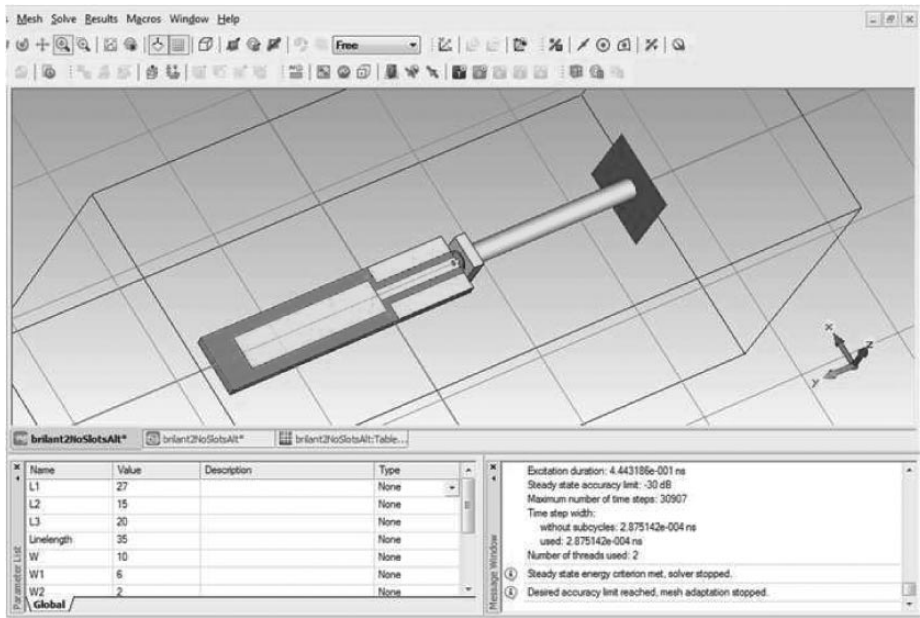 Mesh Solve Results Macros Window Help
Free
x
z
y
brilant2NoSlotsAlt*
brilant2NoSlotsAlt*
brilant2NoSlotsAlt:Table...
Name Value Description Type
L1 27 None
L2 15 None
L3 20 None
Linelength 35 None
W 10 None
W1 6 None
W2 2 None
Global
Parameter List
Excitation duration: 4.443186e-001 ns
Steady state accuracy limit: -30 dB
Maximum number of time steps: 30907
Time step width:
without subcycles: 2.875142e-004 ns
used: 2.875142e-004 ns
Number of threads used: 2
Steady state energy criterion met, solver stopped.
Desired accuracy limit reached, mesh adaptation stopped.
Message Window